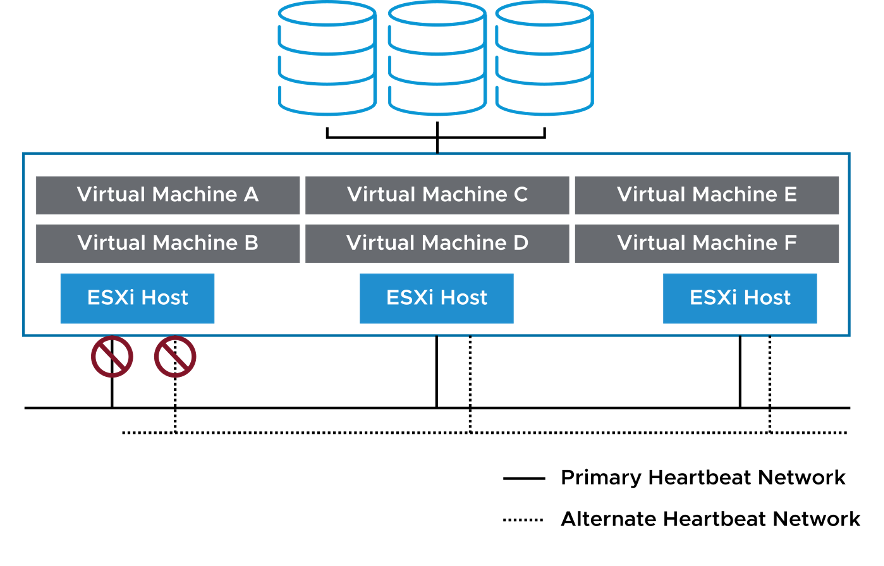 Virtual Machine A
Virtual Machine C
Virtual Machine E
Virtual Machine B
Virtual Machine D
Virtual Machine F
ESXi Host
ESXi Host
ESXi Host
Primary Heartbeat Network
Alternate Heartbeat Network